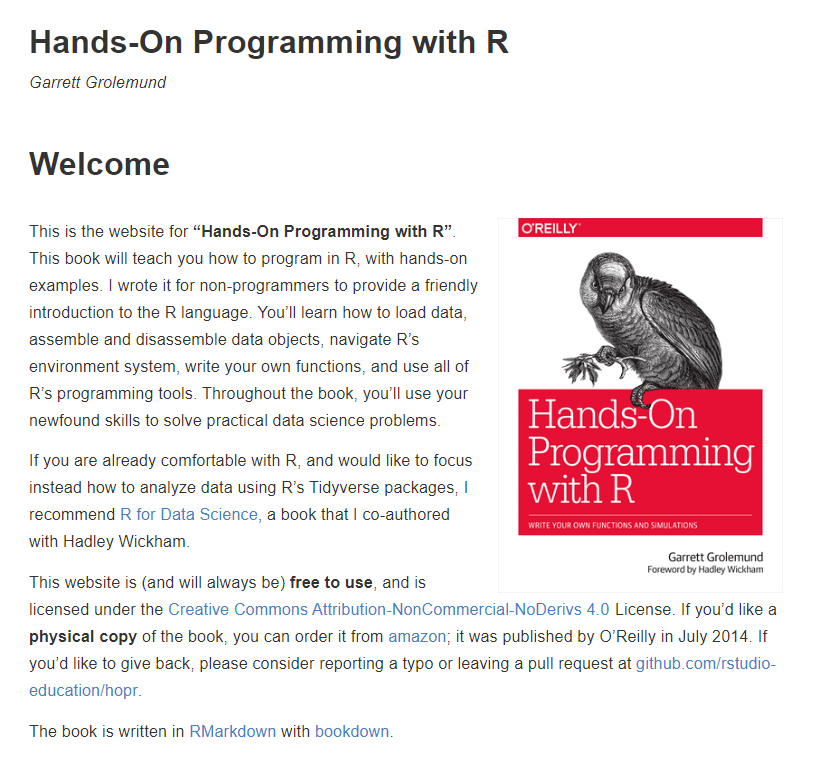 Hands-On Programming with R
Garrett Grolemund
Welcome
This is the website for “Hands-On Programming with R”.
This book will teach you how to program in R, with hands-on
examples. I wrote it for non-programmers to provide a friendly
introduction to the R language. You’ll learn how to load data,
assemble and disassemble data objects, navigate R’s
environment system, write your own functions, and use all of
R’s programming tools. Throughout the book, you’ll use your
newfound skills to solve practical data science problems.
If you are already comfortable with R, and would like to focus
instead how to analyze data using R’s Tidyverse packages, I
recommend R for Data Science, a book that I co-authored
with Hadley Wickham.
O'REILLY®
Hands-On
Programming
with R
WRITE YOUR OWN FUNCTIONS AND SIMULATIONS
Garrett Grolemund
Foreword by Hadley Wickham
This website is (and will always be) free to use, and is
licensed under the Creative Commons Attribution-NonCommercial-NoDerivs 4.0 License. If you’d like a
physical copy of the book, you can order it from amazon; it was published by O’Reilly in July 2014. If
you’d like to give back, please consider reporting a typo or leaving a pull request at github.com/rstudio-
education/hopr.
The book is written in RMarkdown with bookdown.